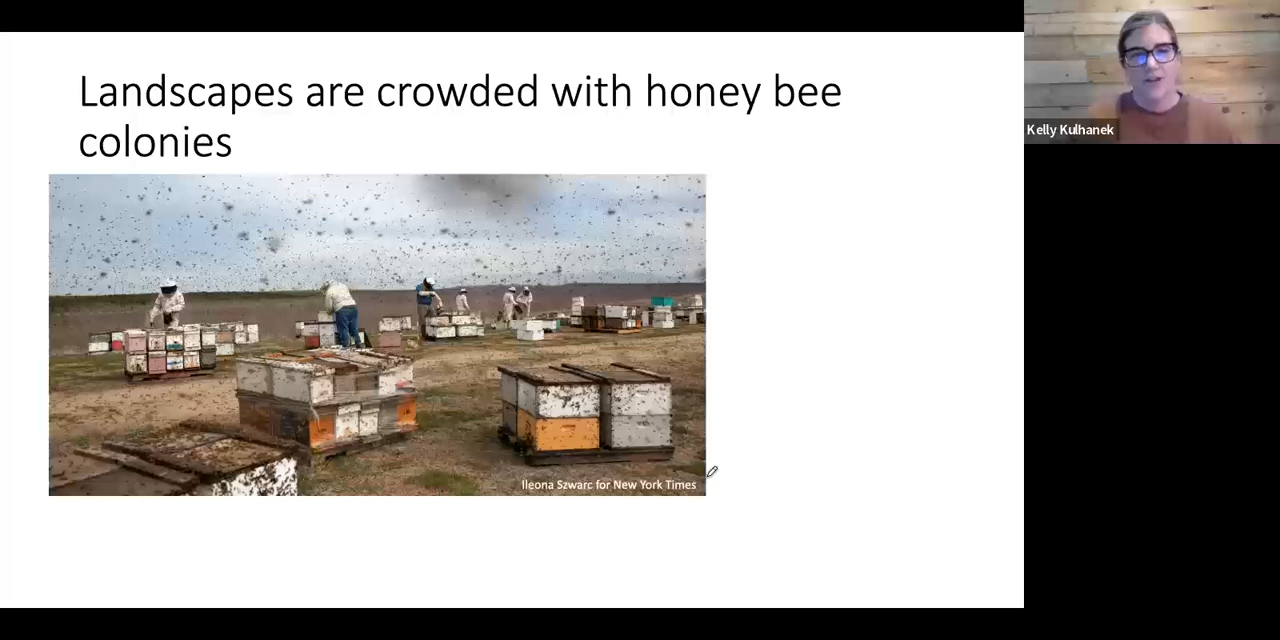 Landscapes are crowded with honey bee
colonies
Kelly Kulhanek
Ileona Szwarc for New York Times